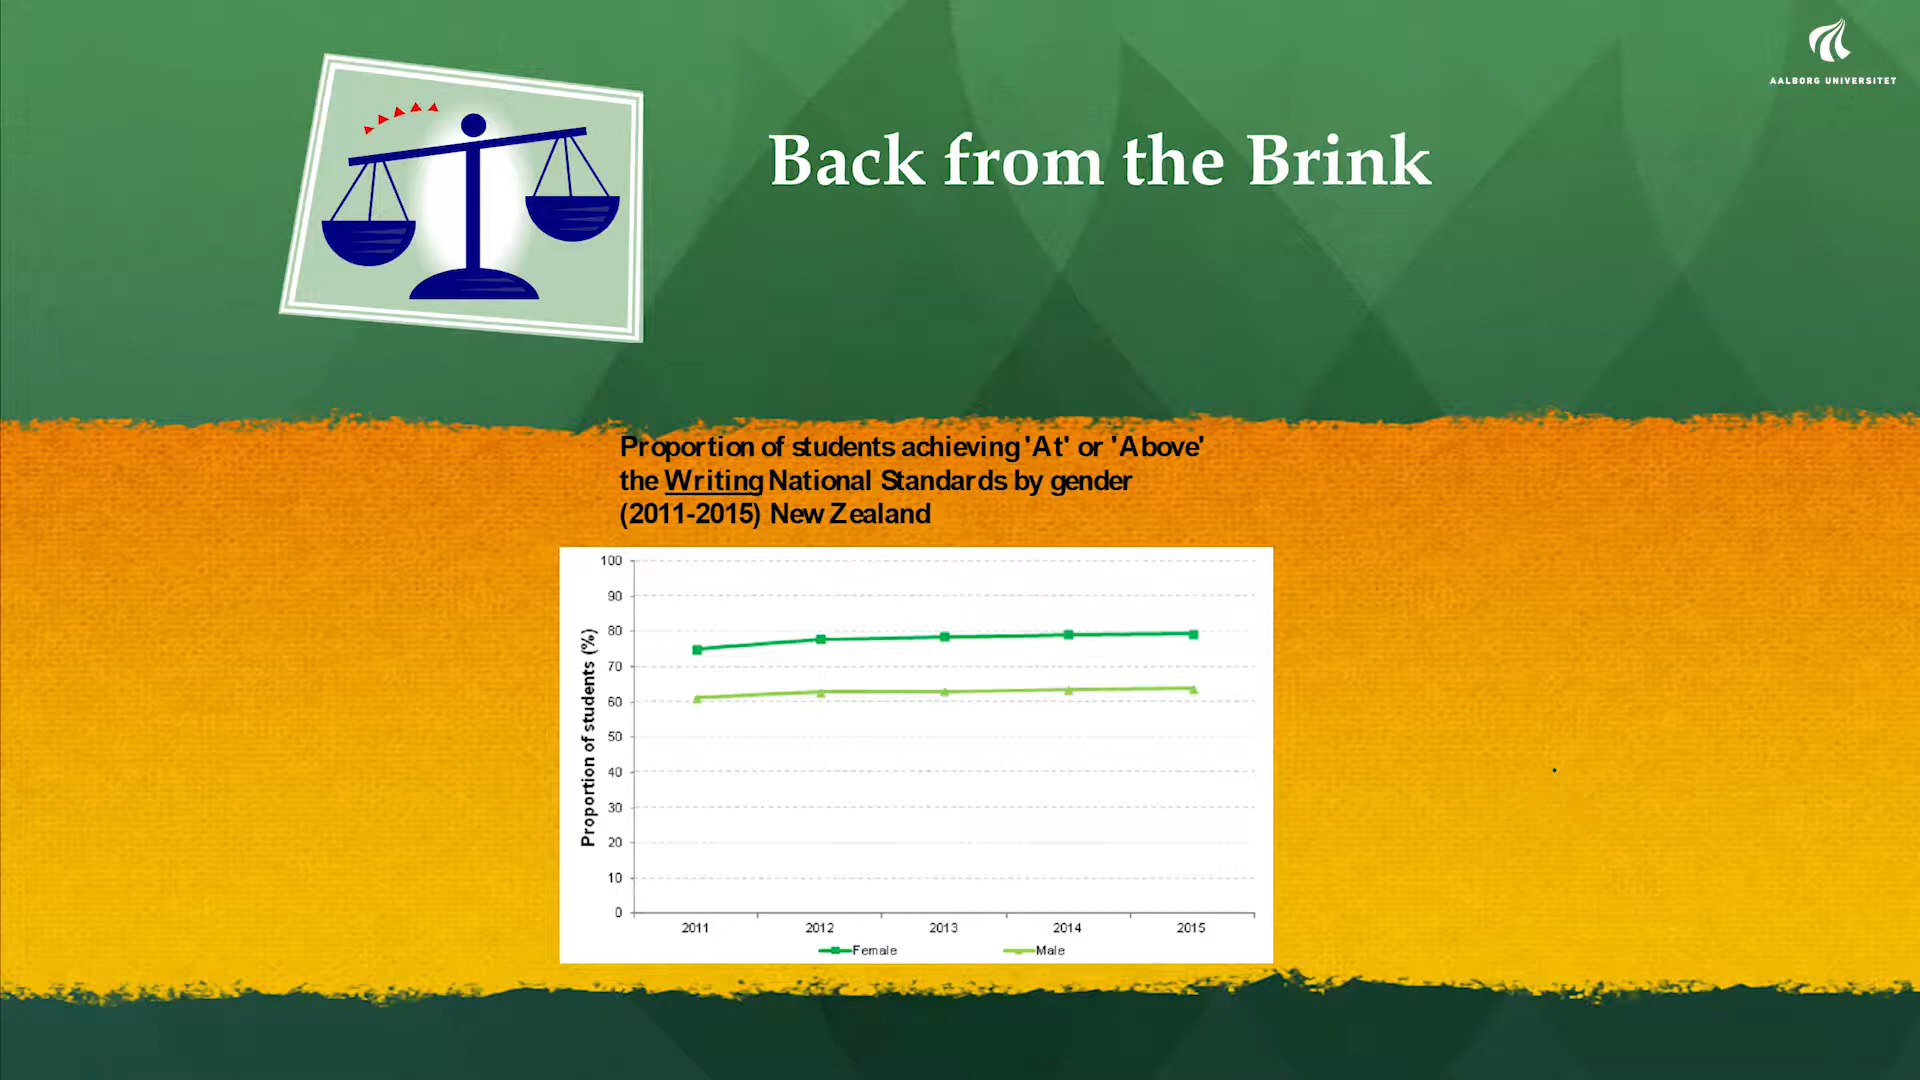 AALBORG UNIVERSITET
Back from the Brink
Proportion of students achieving 'At' or 'Above'
the Writing National Standards by gender
(2011-2015) New Zealand
Proportion of students (%)
100
90
80
70
60
50
40
30
20
10
0
2011 2012 2013 2014 2015
Female Male